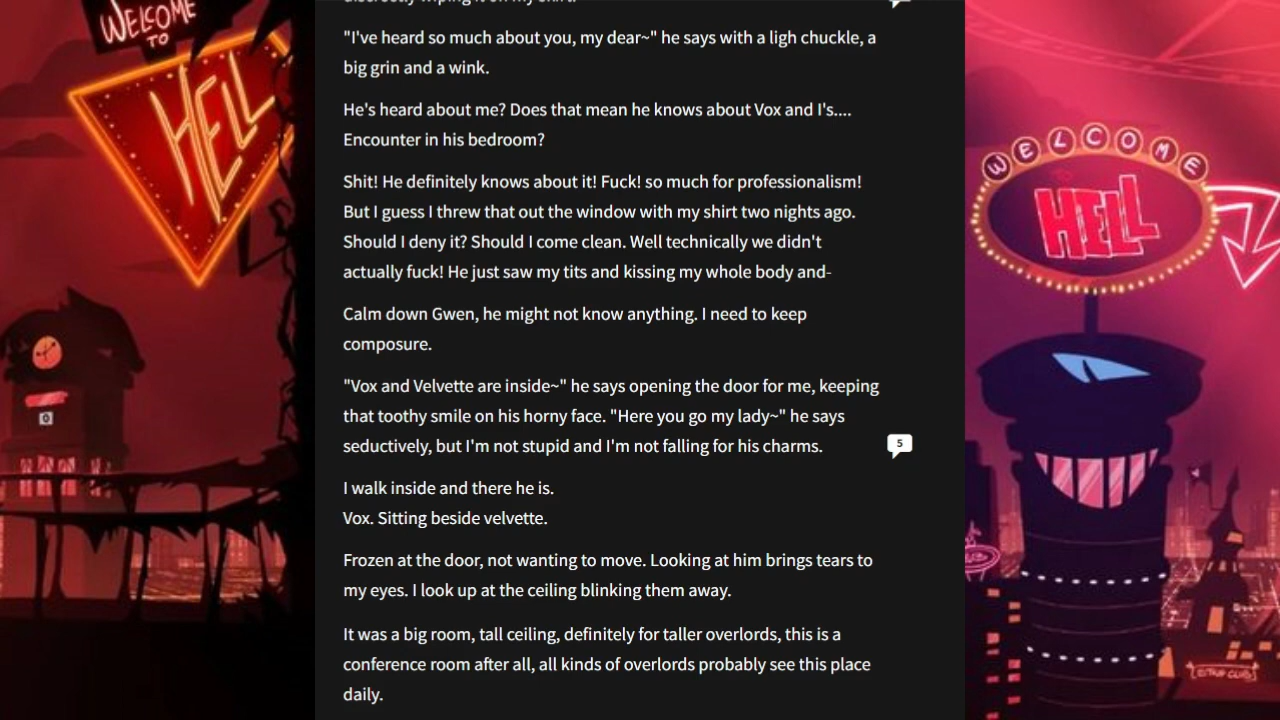 WELCOME
TO
HELL
discreetly wiping it on my shirt.
"I've heard so much about you, my dear~" he says with a ligh chuckle, a
big grin and a wink.
He's heard about me? Does that mean he knows about Vox and I's....
Encounter in his bedroom?
Shit! He definitely knows about it! Fuck! so much for professionalism!
But I guess I threw that out the window with my shirt two nights ago.
Should I deny it? Should I come clean. Well technically we didn't
actually fuck! He just saw my tits and kissing my whole body and-
Calm down Gwen, he might not know anything. I need to keep
composure.
"Vox and Velvette are inside~" he says opening the door for me, keeping
that toothy smile on his horny face. "Here you go my lady~" he says
seductively, but I'm not stupid and I'm not falling for his charms.
5
I walk inside and there he is.
Vox. Sitting beside velvette.
Frozen at the door, not wanting to move. Looking at him brings tears to
my eyes. I look up at the ceiling blinking them away.
It was a big room, tall ceiling, definitely for taller overlords, this is a
conference room after all, all kinds of overlords probably see this place
daily.
WELCOME
TO
HELL